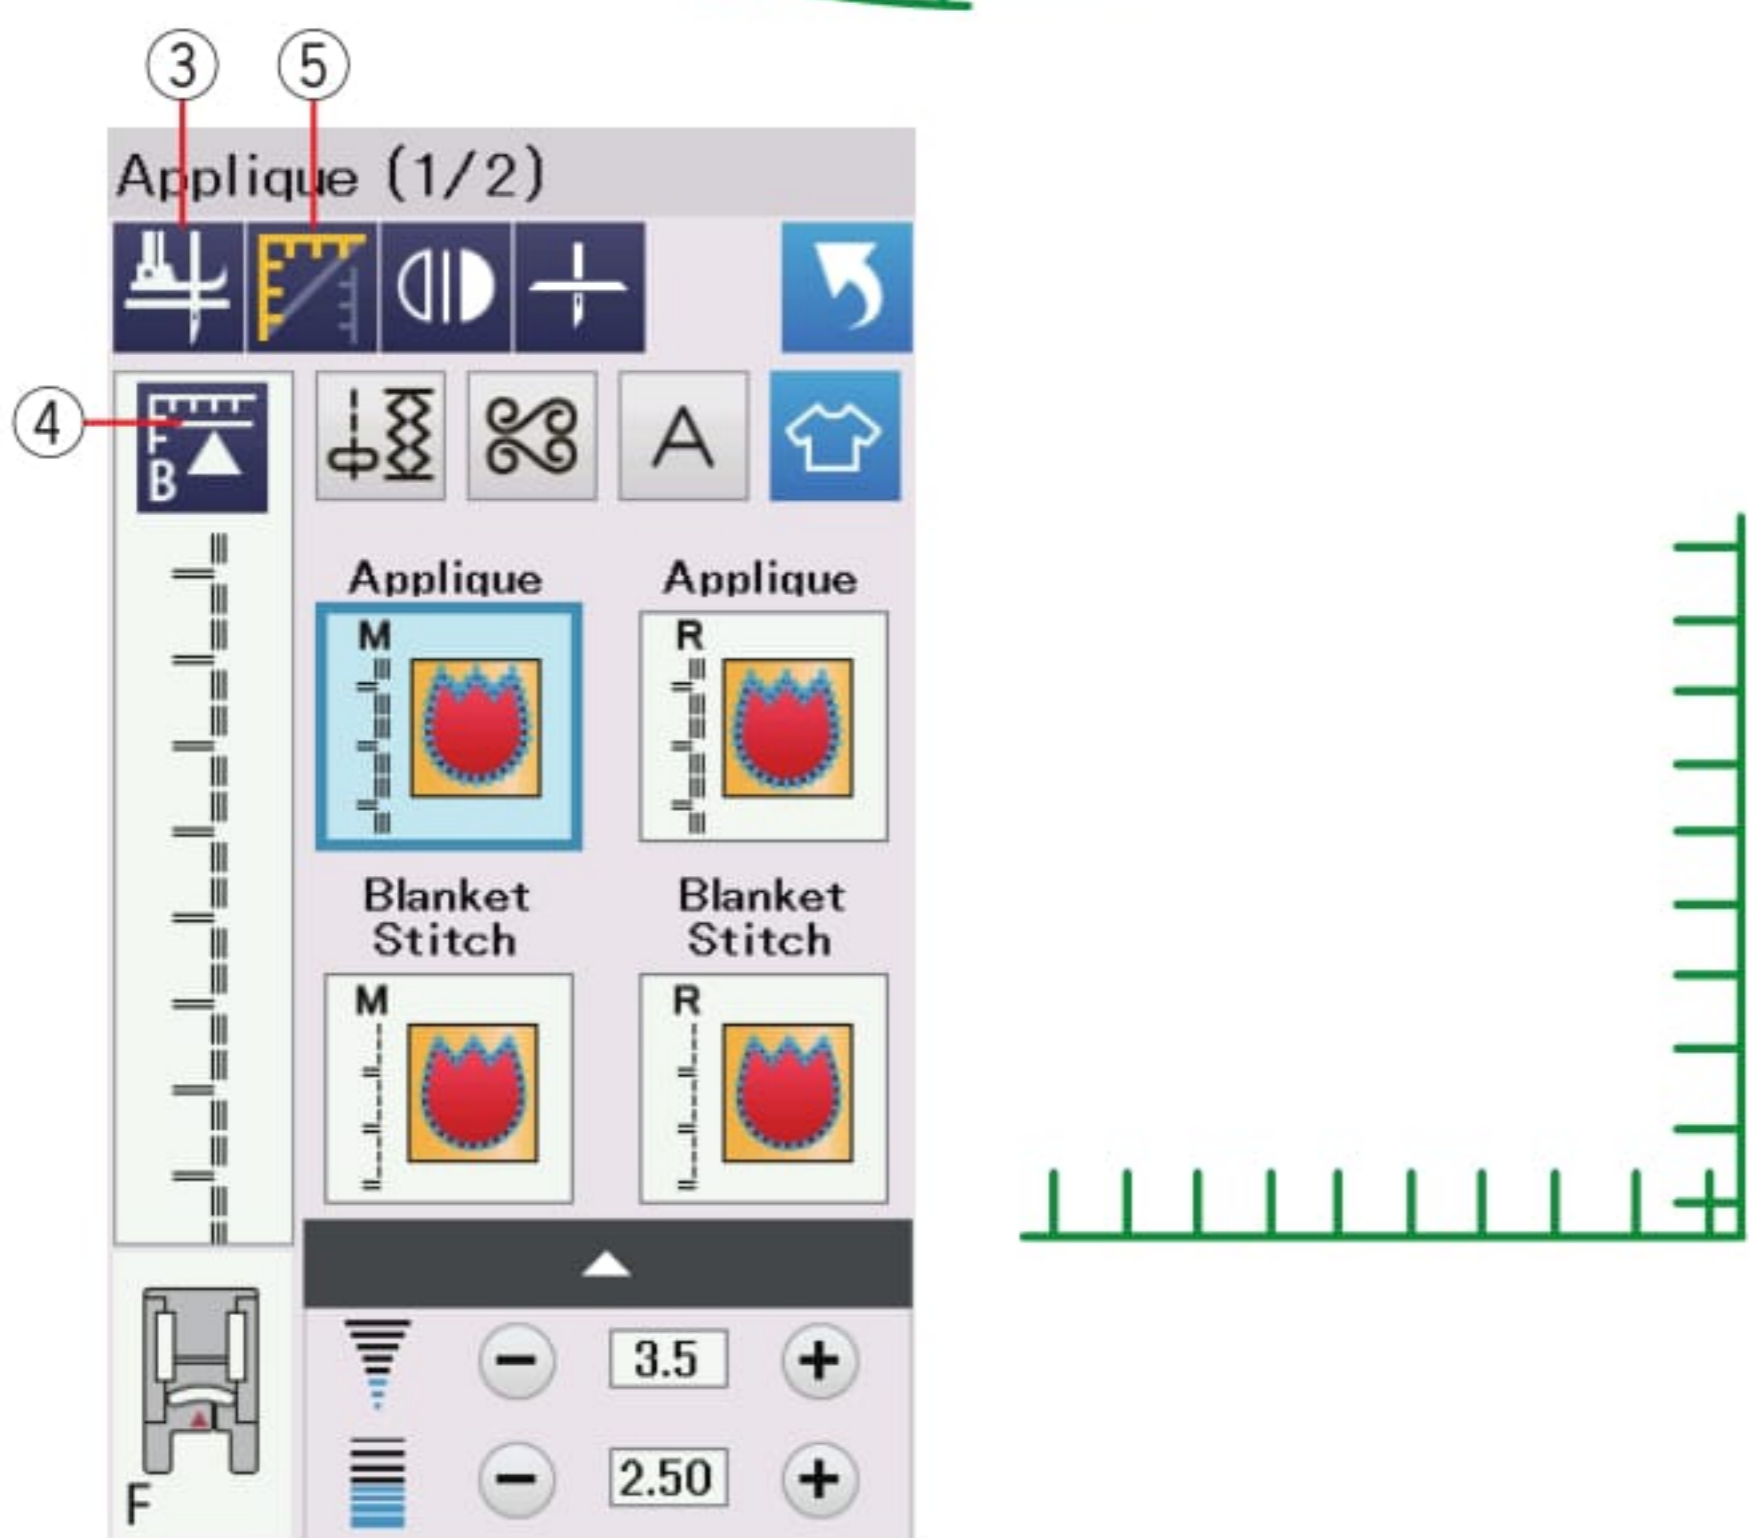 ③ ⑤
Applique (1/2)
④
F
B
A
Applique Applique
M R
Blanket Blanket
Stitch Stitch
M R
3.5
2.50
F